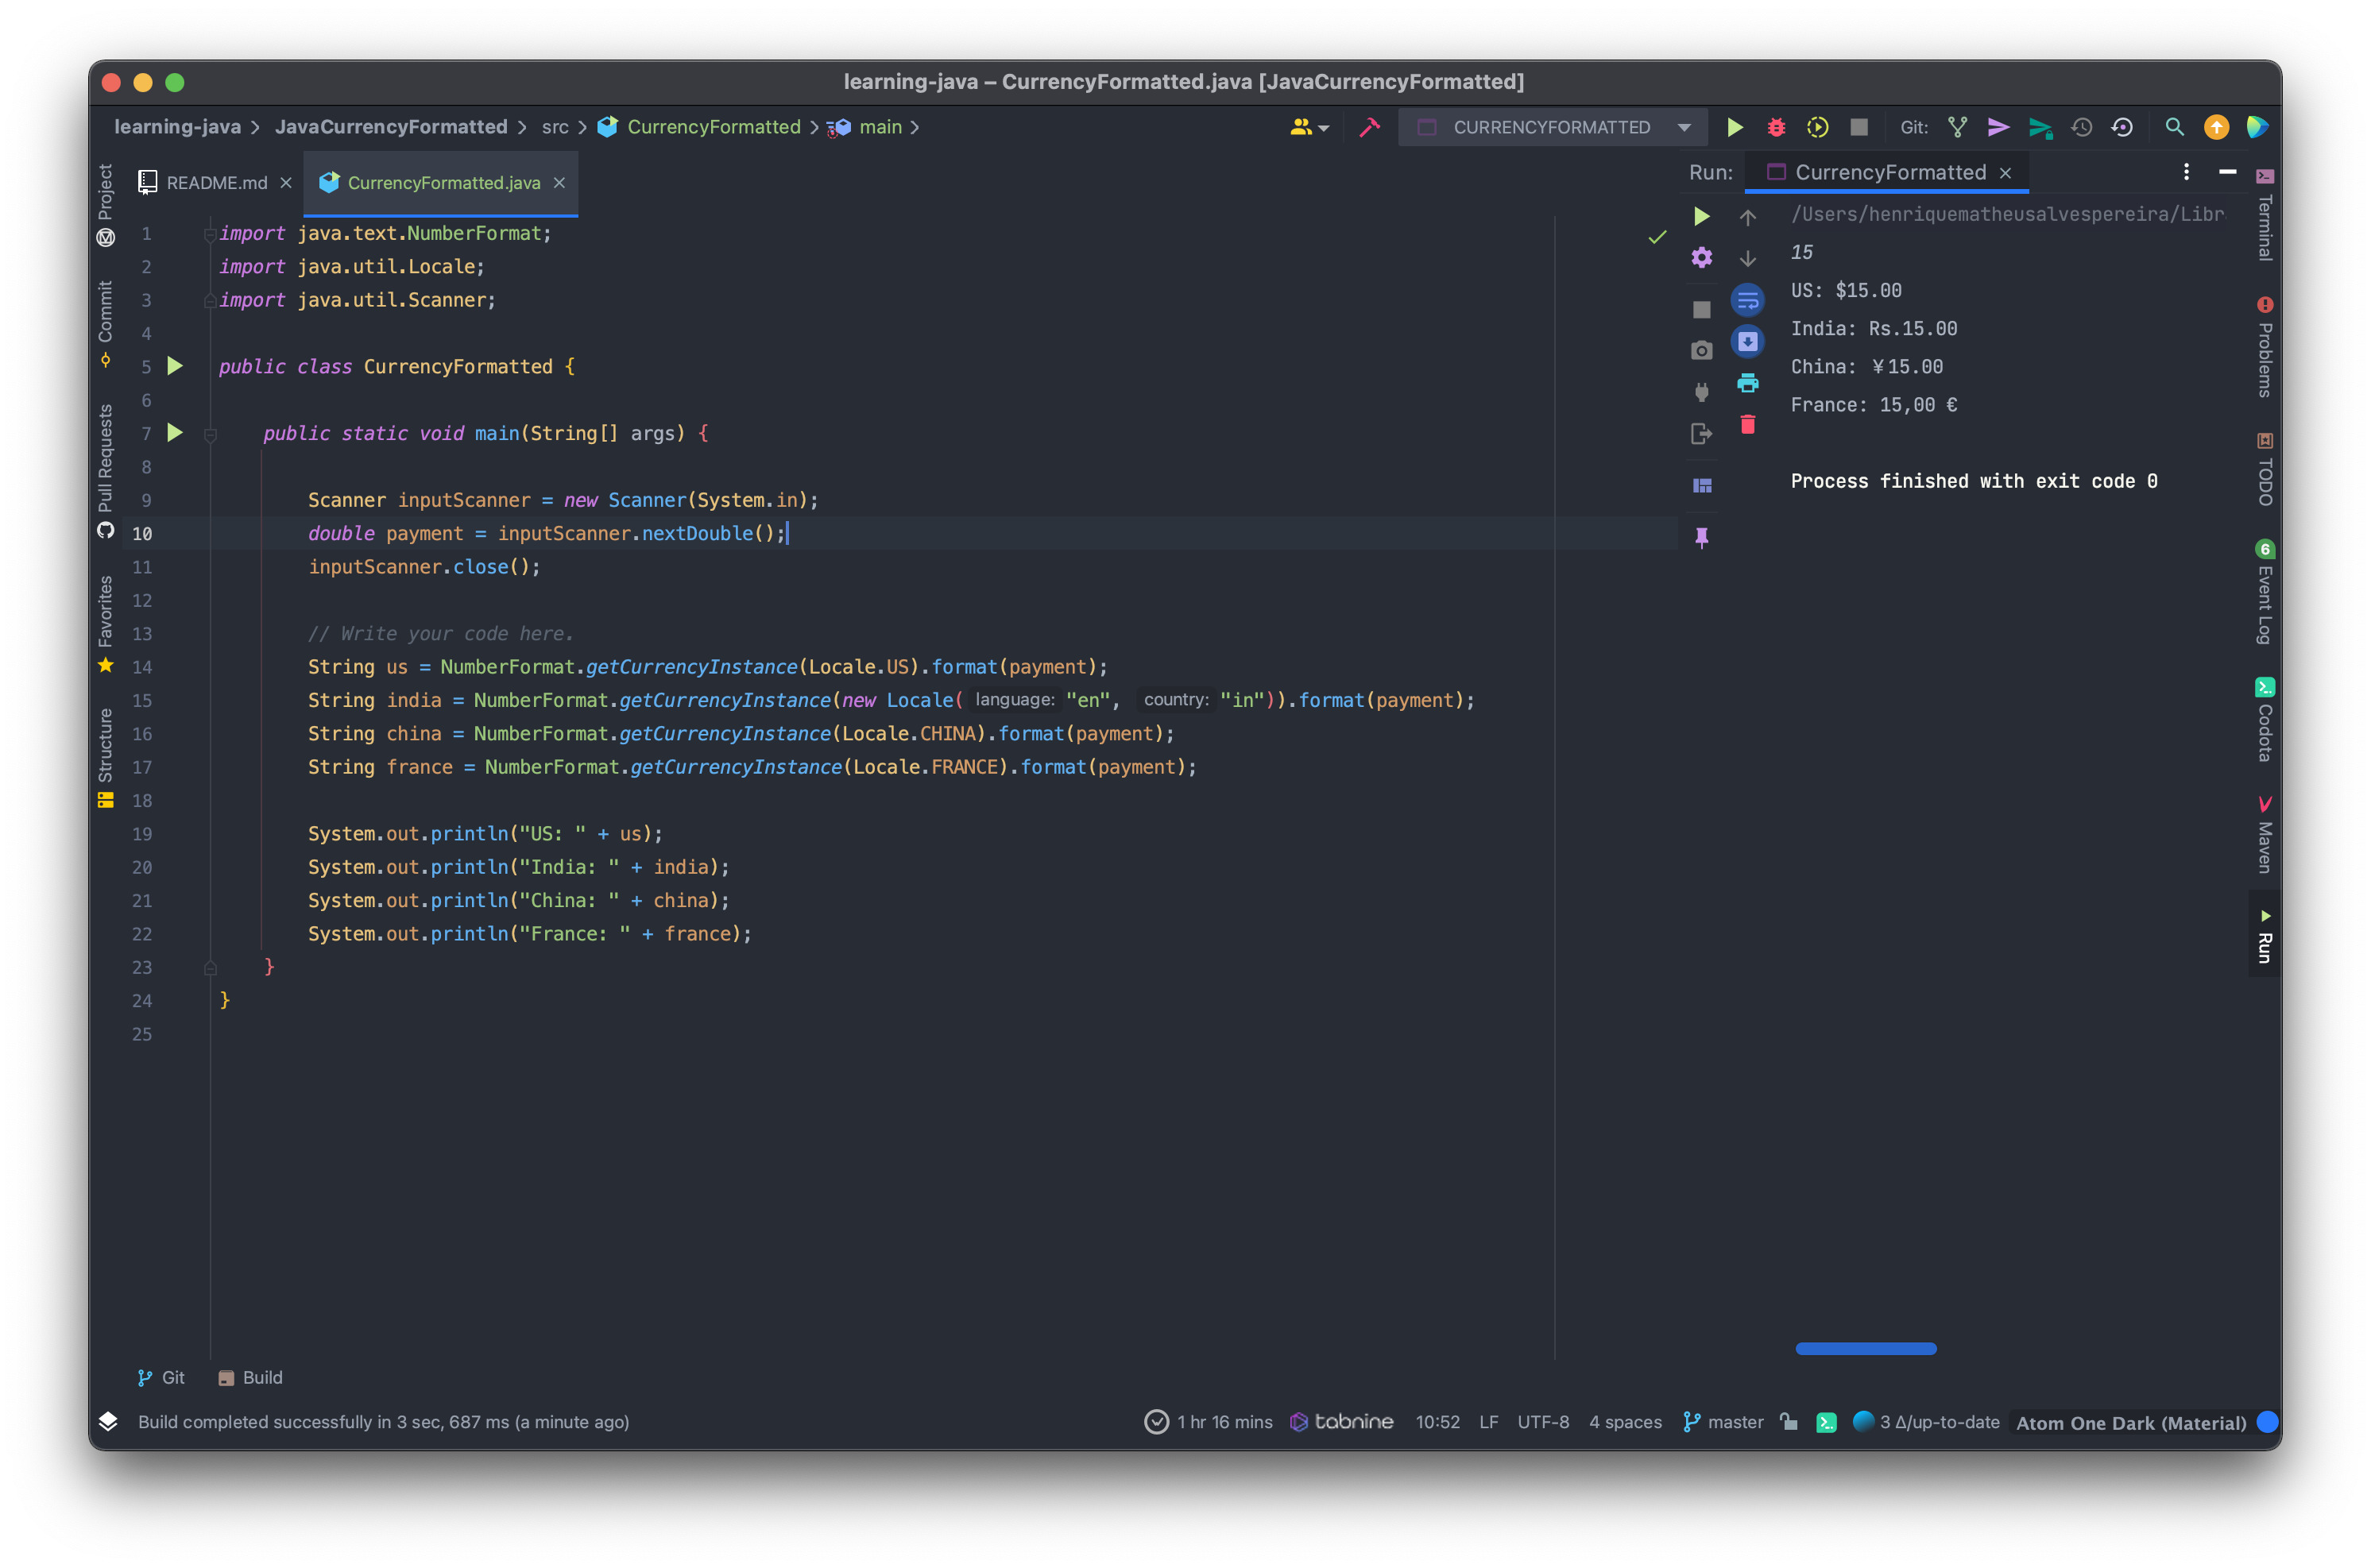 learning-java – CurrencyFormatted.java [JavaCurrencyFormatted]
learning-java JavaCurrencyFormatted src CurrencyFormatted main
CURRENCYFORMATTED
Git:
README.md CurrencyFormatted.java
Project
Commit
Pull Requests
Favorites
Structure
1 import java.text.NumberFormat;
2 import java.util.Locale;
3 import java.util.Scanner;
4
5 public class CurrencyFormatted {
6
7 public static void main(String[] args) {
8
9 Scanner inputScanner = new Scanner(System.in);
10 double payment = inputScanner.nextDouble();
11 inputScanner.close();
12
13 // Write your code here.
14 String us = NumberFormat.getCurrencyInstance(Locale.US).format(payment);
15 String india = NumberFormat.getCurrencyInstance(new Locale( language: "en", country: "in")).format(payment);
16 String china = NumberFormat.getCurrencyInstance(Locale.CHINA).format(payment);
17 String france = NumberFormat.getCurrencyInstance(Locale.FRANCE).format(payment);
18
19 System.out.println("US: " + us);
20 System.out.println("India: " + india);
21 System.out.println("China: " + china);
22 System.out.println("France: " + france);
23 }
24 }
25
Run: CurrencyFormatted
/Users/henriquematheusalvespereira/Libr
15
US: $15.00
India: Rs.15.00
China: ￥15.00
France: 15,00 €
Process finished with exit code 0
Terminal
Problems
TODO
6 Event Log
Codota
Maven
Run
Git Build
Build completed successfully in 3 sec, 687 ms (a minute ago)
1 hr 16 mins tabnine 10:52 LF UTF-8 4 spaces master 3 Δ/up-to-date Atom One Dark (Material)